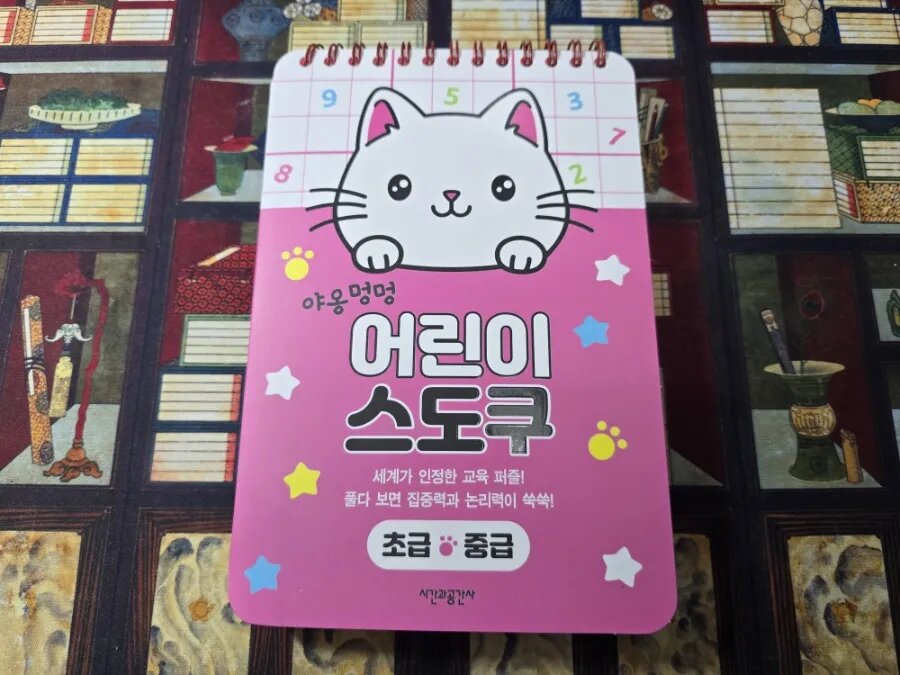 9 5 3
7
8 2
야옹멍멍
어린이
스도쿠
세계가 인정한 교육 퍼즐!
풀다 보면 집중력과 논리력이 쑥쑥!
초급 중급
시간과공간사